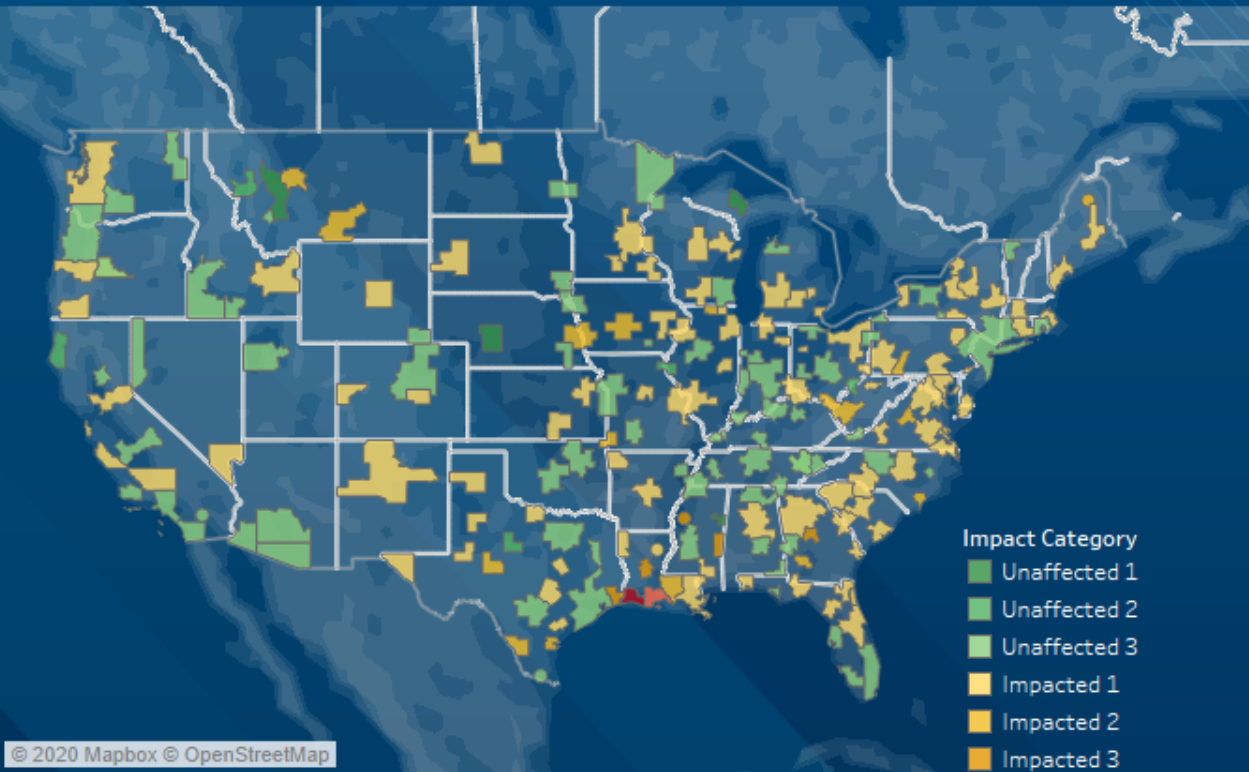 Impact Category
Unaffected 1
Unaffected 2
Unaffected 3
Impacted 1
Impacted 2
Impacted 3
© 2020 Mapbox © OpenStreetMap